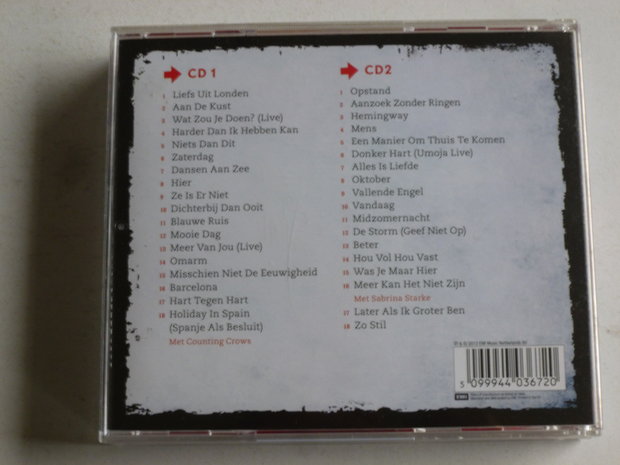 CD 1
1 Liefs Uit Londen
2 Aan De Kust
3 Wat Zou Je Doen? (Live)
4 Harder Dan Ik Hebben Kan
5 Niets Dan Dit
6 Zaterdag
7 Dansen Aan Zee
8 Hier
9 Ze Is Er Niet
10 Dichterbij Dan Ooit
11 Blauwe Ruis
12 Mooie Dag
13 Meer Van Jou (Live)
14 Omarm
15 Misschien Niet De Eeuwigheid
16 Barcelona
17 Hart Tegen Hart
18 Holiday In Spain
(Spanje Als Besluit)
Met Counting Crows
CD 2
1 Opstand
2 Aanzoek Zonder Ringen
3 Hemingway
4 Mens
5 Een Manier Om Thuis Te Komen
6 Donker Hart (Umoja Live)
7 Alles Is Liefde
8 Oktober
9 Vallende Engel
10 Vandaag
11 Midzomernacht
12 De Storm (Geef Niet Op)
13 Beter
14 Hou Vol Hou Vast
15 Was Je Maar Hier
16 Meer Kan Het Niet Zijn
Met Sabrina Starke
17 Later Als Ik Groter Ben
18 Zo Stil
5 099944 036720
EMI